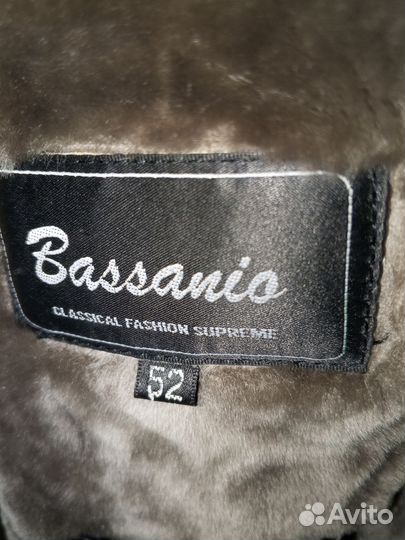 Bassanio
CLASSICAL FASHION SUPREME
52
Avito